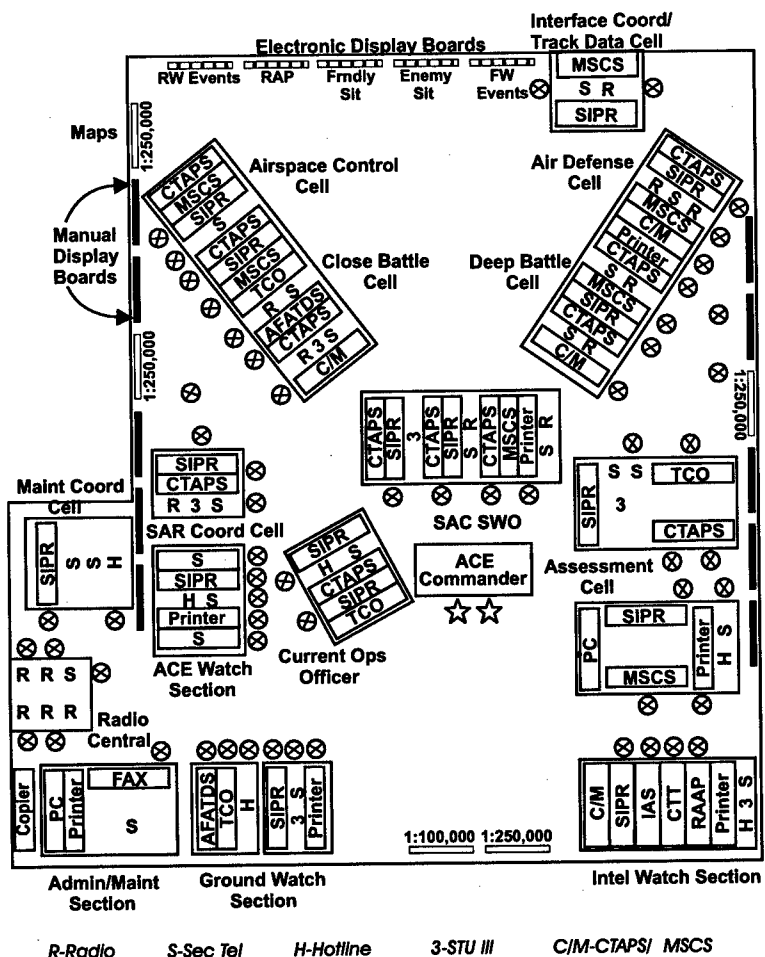 Interface Coord/
Track Data Cell
Electronic Display Boards
RW Events
RAP
Frndly
Sit
Enemy
Sit
FW
Events
MSCS
S R
SIPR
Maps
1:250,000
Manual
Display
Boards
1:250,000
Airspace Control
Cell
CTAPS
MSCS
SIPR
S
Close Battle
Cell
CTAPS
SIPR
MSCS
TCO
R S
AFATDS
CTAPS
R 3 S
C/M
Air Defense
Cell
CTAPS
SIPR
R S R
MSCS
C/M
Printer
Deep Battle
Cell
CTAPS
S R
MSCS
SIPR
CTAPS
S R
C/M
1:250,000
CTAPS
SIPR
3
CTAPS
SIPR
S R
CTAPS
MSCS
Printer
S R
SAC SWO
SIPR
CTAPS
R 3 S
SAR Coord Cell
Maint Coord
Cell
SIPR
S
S
H
S
SIPR
H S
Printer
S
ACE Watch
Section
SIPR
H S
CTAPS
SIPR
TCO
Current Ops
Officer
ACE
Commander
SIPR
S S
3
TCO
CTAPS
Assessment
Cell
PC
SIPR
MSCS
Printer
H S
R R S
R R R
Radio
Central
Copier
PC
Printer
FAX
S
Admin/Maint
Section
AFATDS
TCO
H
SIPR
3 S
Printer
Ground Watch
Section
1:100,000
1:250,000
C/M
SIPR
IAS
CTT
RAAP
Printer
H 3 S
Intel Watch Section
R-Radio S-Sec Tel H-Hotline 3-STU III C/M-CTAPS/ MSCS